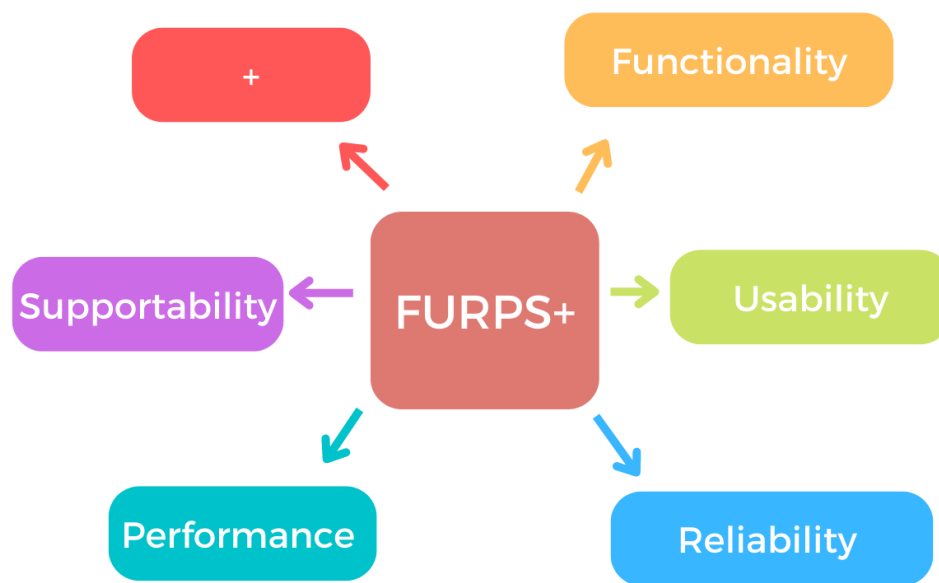 +
Functionality
FURPS+
Supportability
Usability
Performance
Reliability